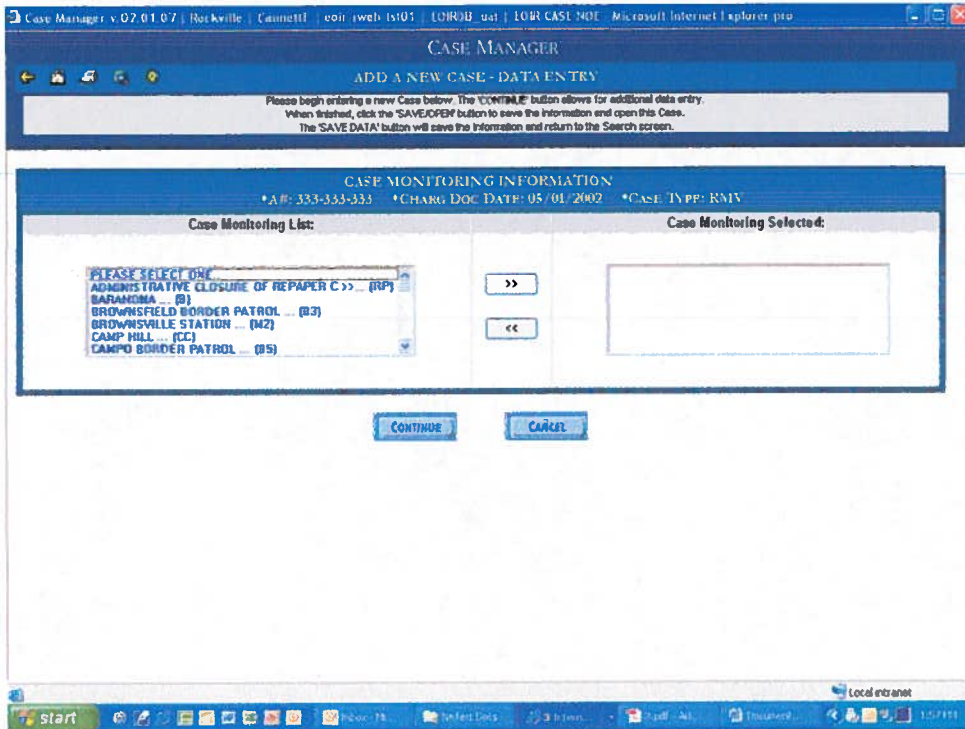 Case Manager v.02.01.07 | Rockville |
CASE MANAGER
ADD A NEW CASE - DATA ENTRY
Please begin entering a new Case below. The 'CONTINUE' button allows for additional data entry.
When finished, click the 'SAVE/OPEN' button to save the information and open this Case.
The 'SAVE DATA' button will save the information and return to the Search screen.
CASE MONITORING INFORMATION
*A#: 333-333-333 *CHARG DOC DATE: 05/01/2002 *CASE TYPE: RMV
Case Monitoring List:
Case Monitoring Selected:
PLEASE SELECT ONE
ADMINISTRATIVE CLOSURE OF REPAPER C >> ... (RP)
BARAHONA ... (B)
BROWNSFIELD BORDER PATROL ... (B3)
BROWNSVILLE STATION ... (M2)
CAMP HILL ... (CC)
CAMPO BORDER PATROL ... (B5)
>>
<<
CONTINUE
CANCEL
Local intranet
start